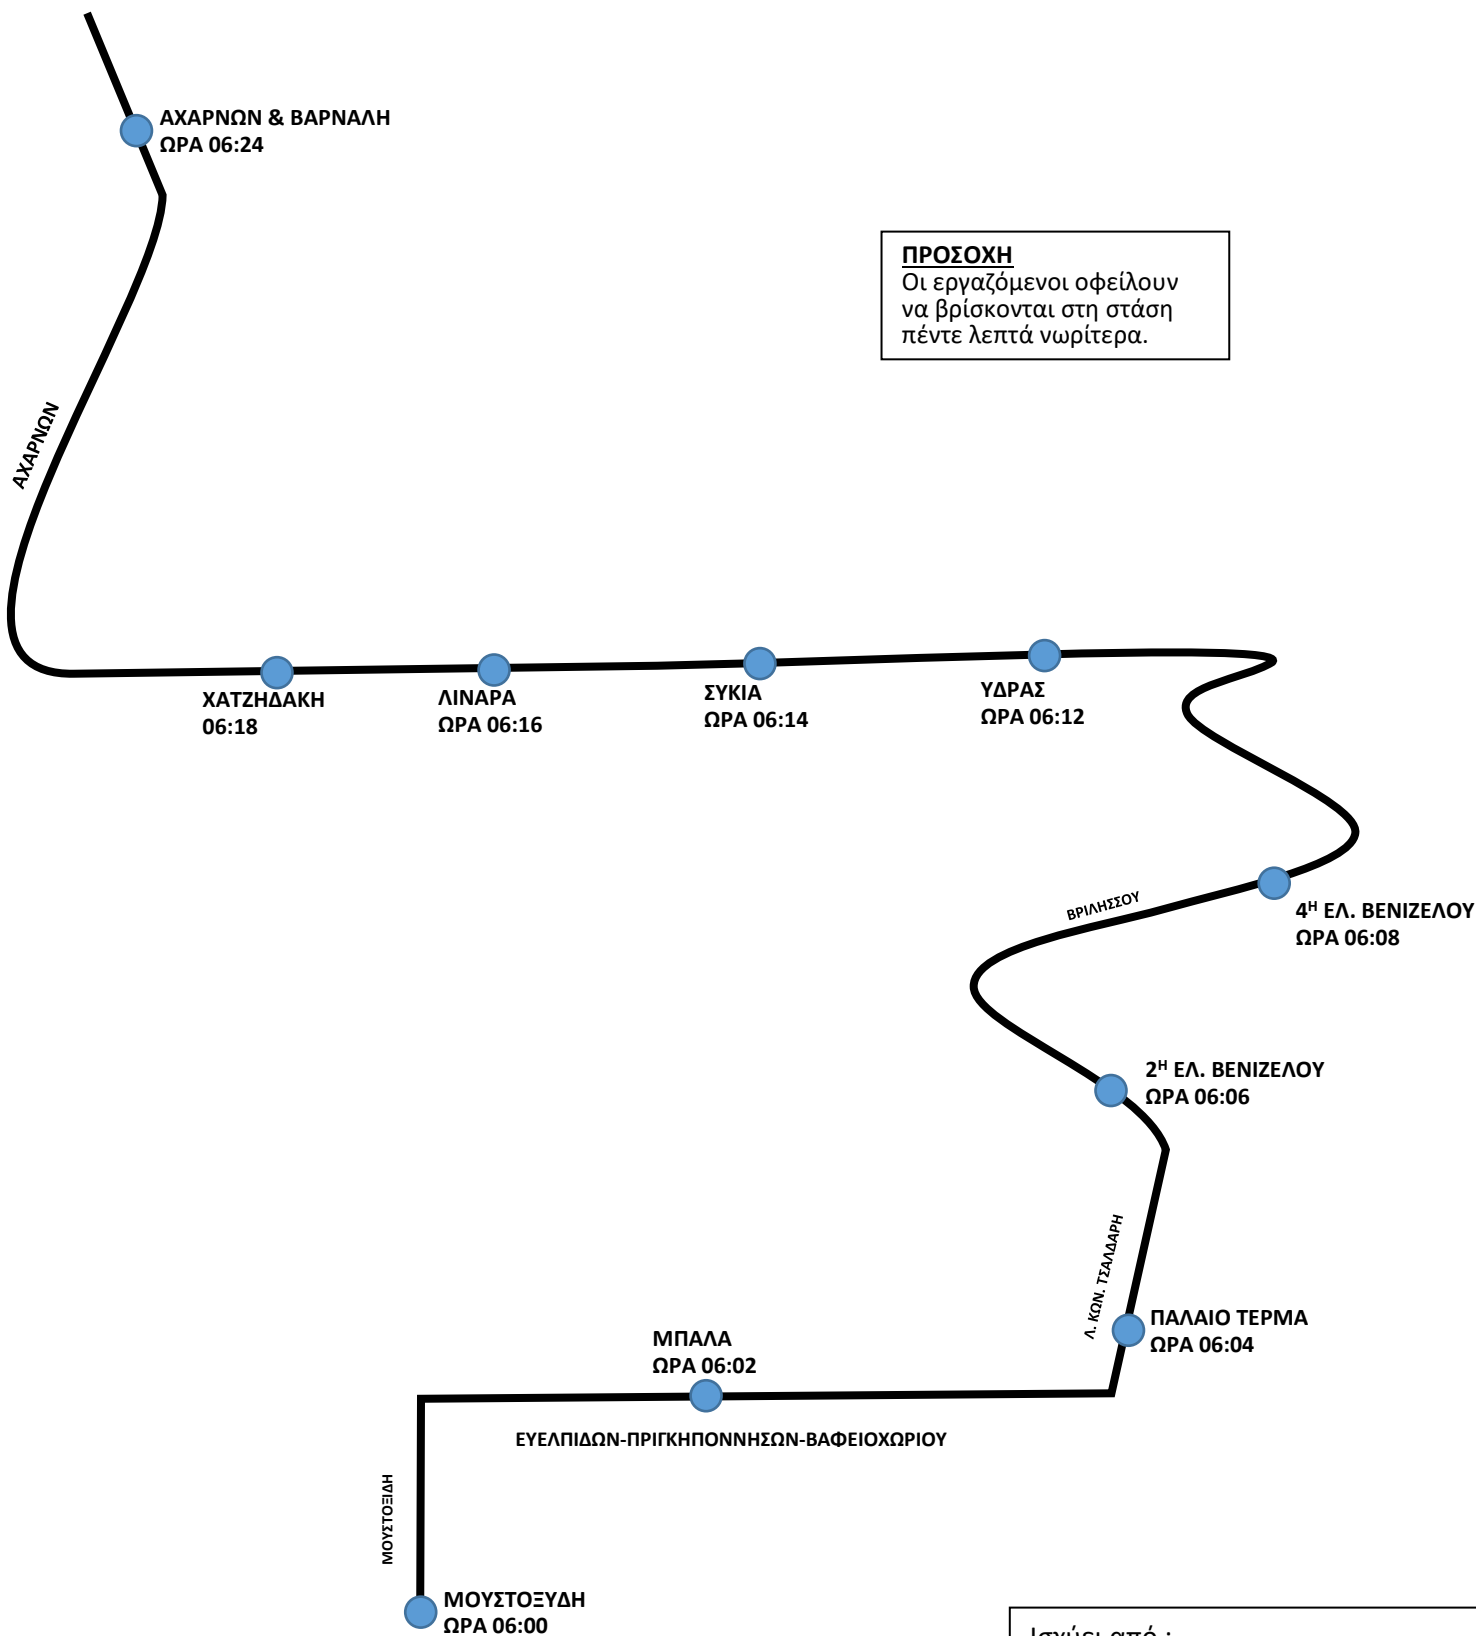 ΑΧΑΡΝΩΝ & ΒΑΡΝΑΛΗ
ΩΡΑ 06:24
ΠΡΟΣΟΧΗ
Οι εργαζόμενοι οφείλουν
να βρίσκονται στη στάση
πέντε λεπτά νωρίτερα.
ΑΧΑΡΝΩΝ
ΧΑΤΖΗΔΑΚΗ
06:18
ΛΙΝΑΡΑ
ΩΡΑ 06:16
ΣΥΚΙΑ
ΩΡΑ 06:14
ΥΔΡΑΣ
ΩΡΑ 06:12
ΒΡΙΛΗΣΣΟΥ
4Η ΕΛ. ΒΕΝΙΖΕΛΟΥ
ΩΡΑ 06:08
2Η ΕΛ. ΒΕΝΙΖΕΛΟΥ
ΩΡΑ 06:06
Λ. ΚΩΝ. ΤΣΑΛΔΑΡΗ
ΠΑΛΑΙΟ ΤΕΡΜΑ
ΩΡΑ 06:04
ΜΠΑΛΑ
ΩΡΑ 06:02
ΕΥΕΛΠΙΔΩΝ-ΠΡΙΓΚΗΠΟΝΝΗΣΩΝ-ΒΑΦΕΙΟΧΩΡΙΟΥ
ΜΟΥΣΤΟΞΙΔΗ
ΜΟΥΣΤΟΞΥΔΗ
ΩΡΑ 06:00
Ισχύει από :